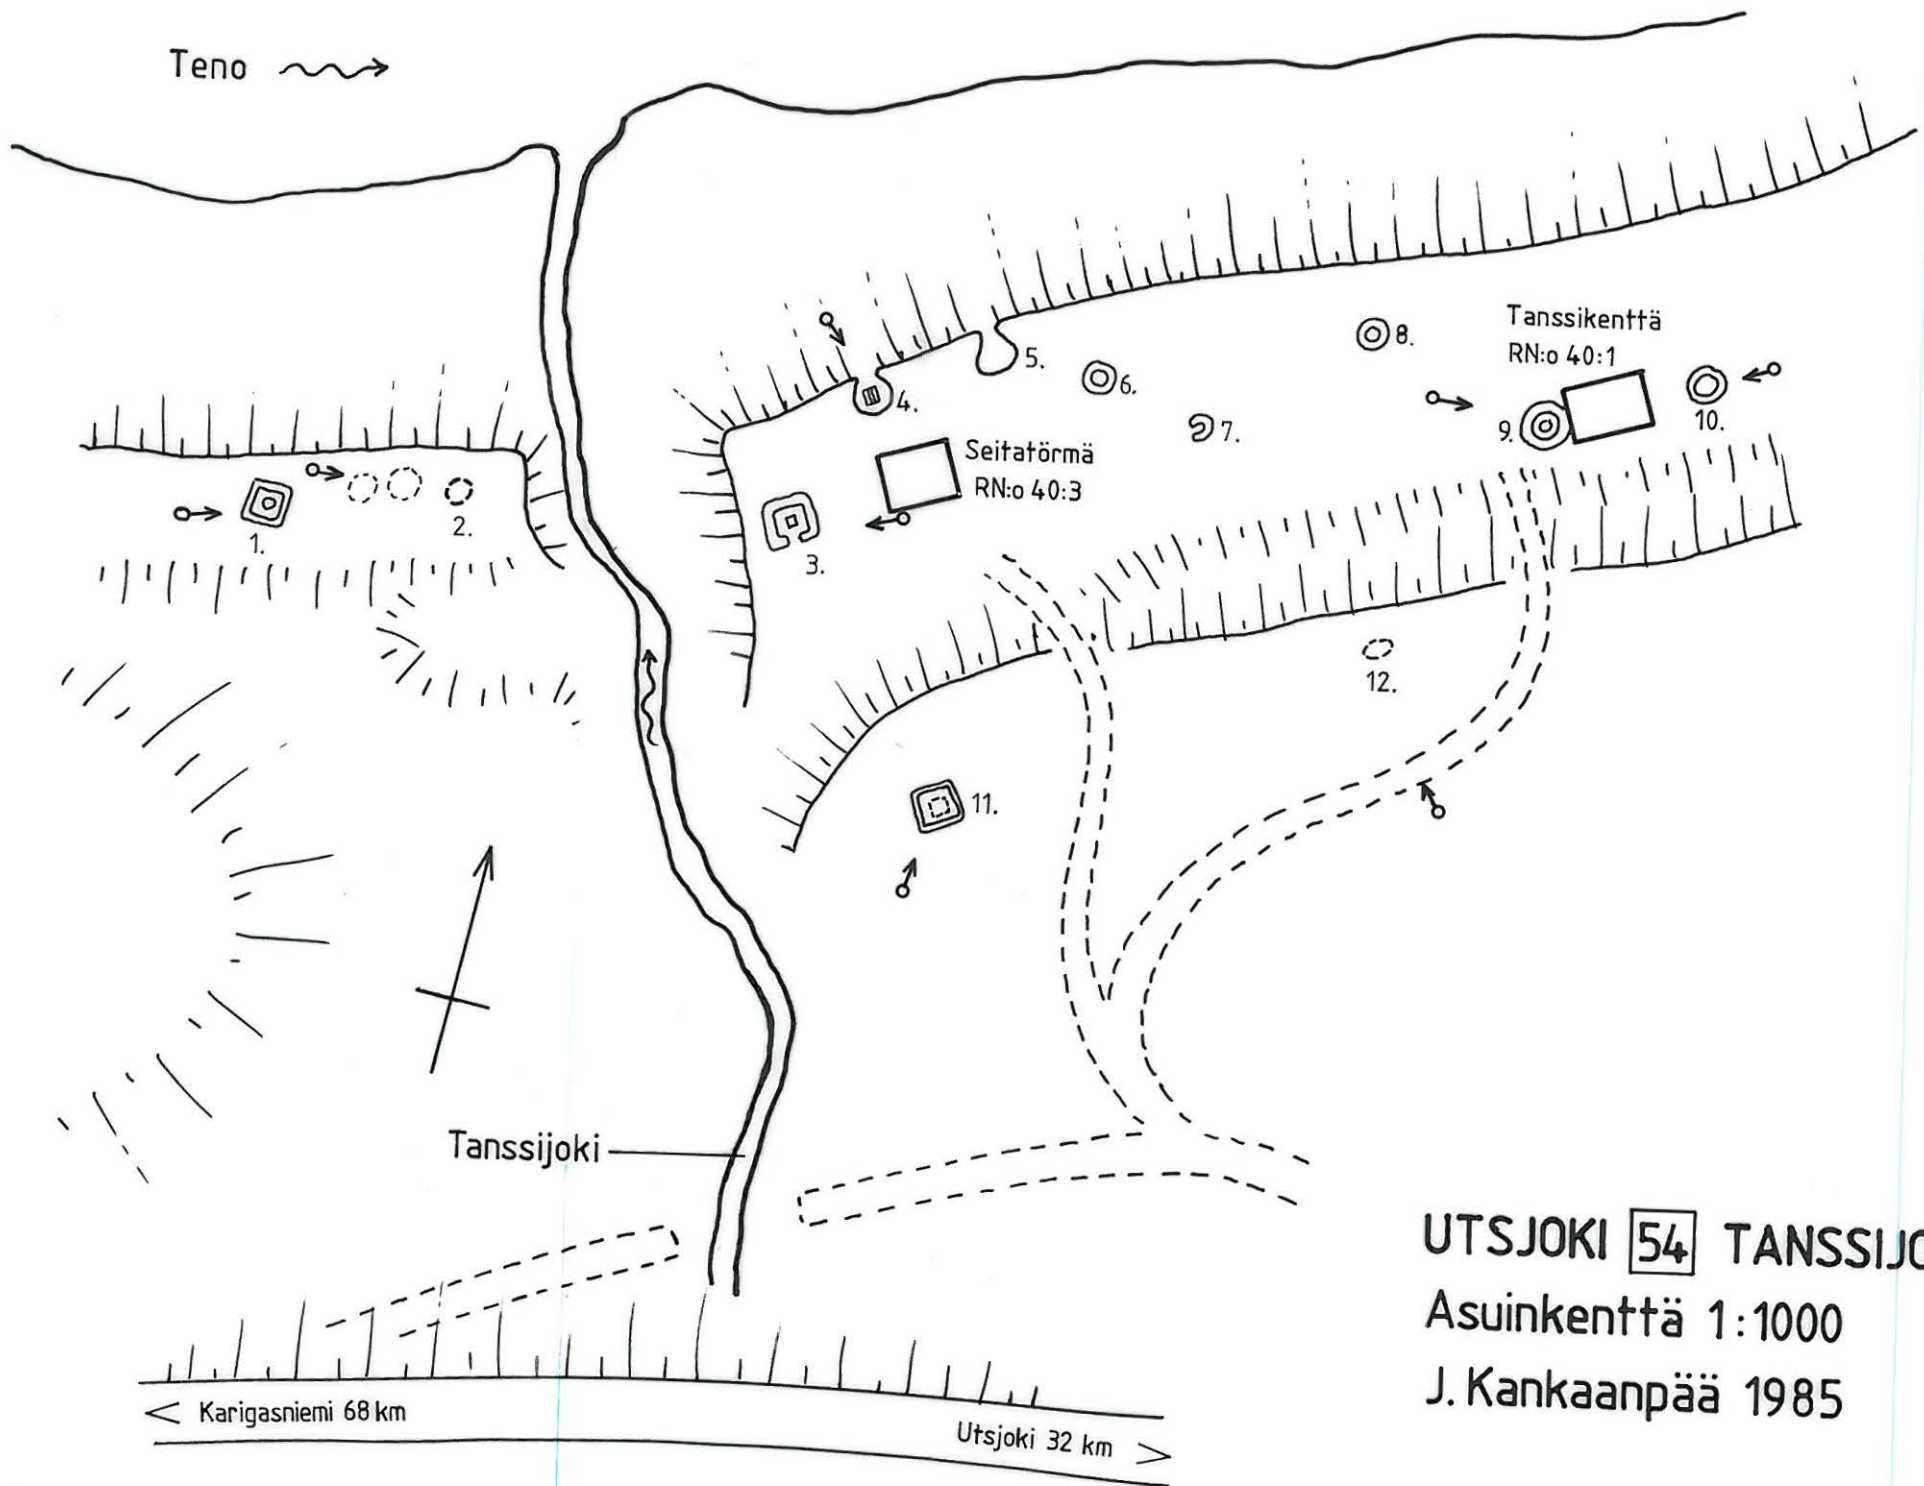 Teno
Tanssikenttä
RN:o 40:1
8.
5.
6.
4.
7.
9.
10.
Seitatörmä
RN:o 40:3
1.
2.
3.
12.
11.
Tanssijoki
UTSJOKI 54 TANSSIJO
Asuinkenttä 1:1000
J. Kankaanpää 1985
< Karigasniemi 68 km
Utsjoki 32 km >